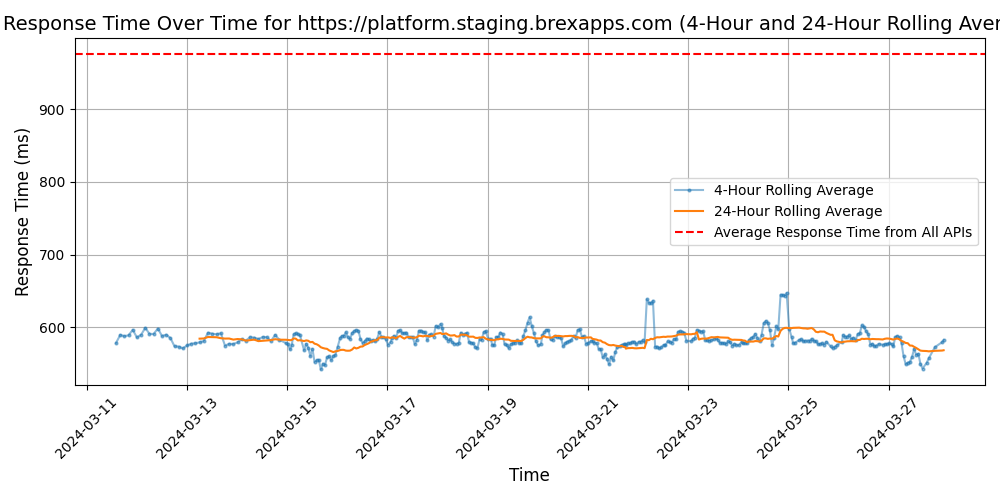 Response Time Over Time for https://platform.staging.brexapps.com (4-Hour and 24-Hour Rolling Aver
Response Time (ms)
900
800
700
600
4-Hour Rolling Average
24-Hour Rolling Average
Average Response Time from All APIs
2024-03-11
2024-03-13
2024-03-15
2024-03-17
2024-03-19
2024-03-21
2024-03-23
2024-03-25
2024-03-27
Time